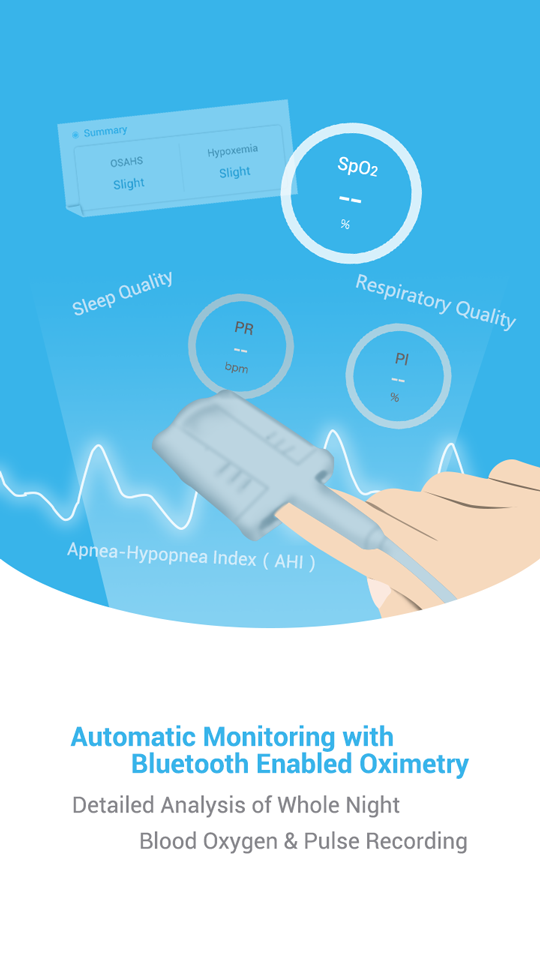 Summary
OSAHS
Slight
Hypoxemia
Slight
SpO₂
--
%
Sleep Quality
Respiratory Quality
PR
--
bpm
PI
--
%
Apnea-Hypopnea Index ( AHI )
Automatic Monitoring with
Bluetooth Enabled Oximetry
Detailed Analysis of Whole Night
Blood Oxygen & Pulse Recording